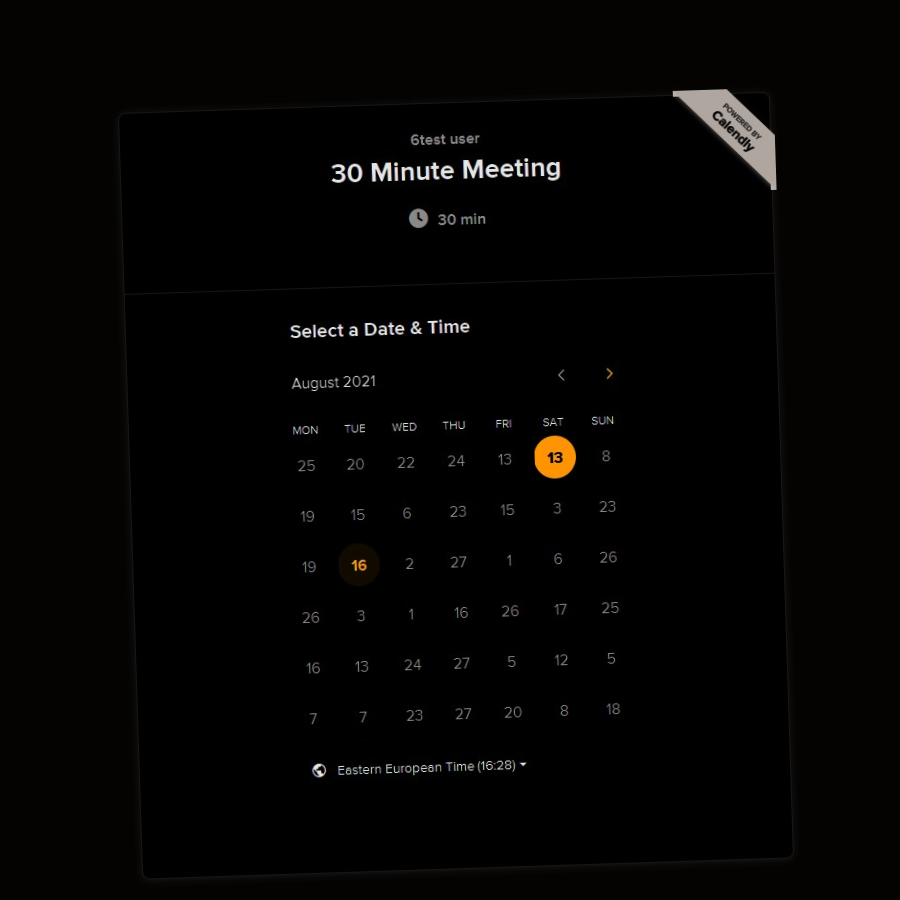 POWERED BY
Calendly
6test user
30 Minute Meeting
30 min
Select a Date & Time
August 2021
MON TUE WED THU FRI SAT SUN
25 20 22 24 13 13 8
19 15 6 23 15 3 23
19 16 2 27 1 6 26
26 3 1 16 26 17 25
16 13 24 27 5 12 5
7 7 23 27 20 8 18
Eastern European Time (16:28)